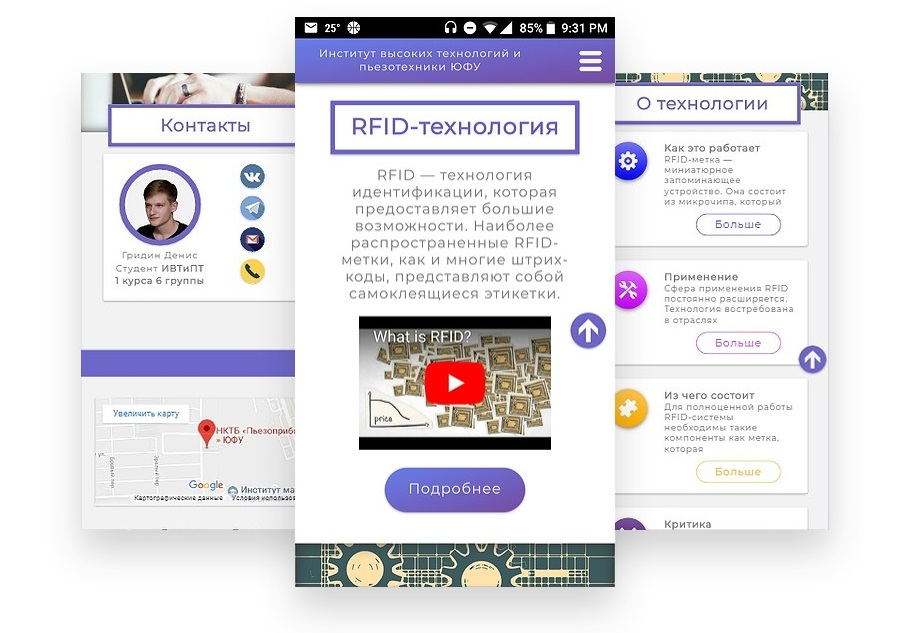 25°
85%
9:31 PM
Институт высоких технологий и
пьезотехники ЮФУ
RFID-технология
RFID — технология
идентификации, которая
предоставляет большие
возможности. Наиболее
распространенные RFID-
метки, как и многие штрих-
коды, представляют собой
самоклеящиеся этикетки.
What is RFID?
price
Подробнее
Контакты
Гридин Денис
Студент ИВТиПТ
1 курса 6 группы
Увеличить карту
НКТБ «Пьезоприбо
» ЮФУ
Google
Институт ма
Картографические данные
Условия использов
О технологии
Как это работает
RFID-метка —
миниатюрное
запоминающее
устройство. Она состоит
из микрочипа, который
Больше
Применение
Сфера применения RFID
постоянно расширяется.
Технология востребована
в отраслях
Больше
Из чего состоит
Для полноценной работы
RFID-системы
необходимы такие
компоненты как метка,
которая
Больше
Критика